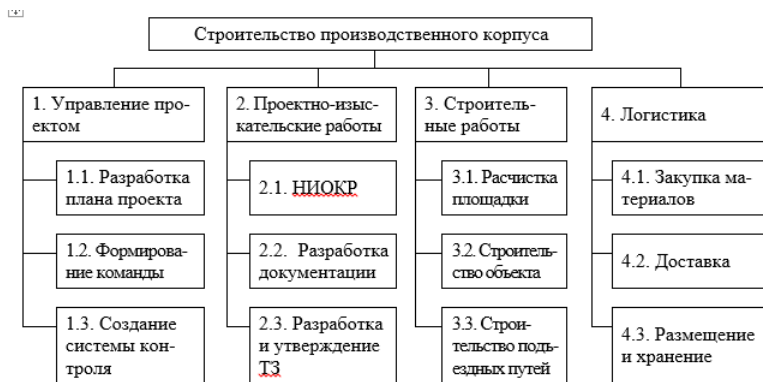 Строительство производственного корпуса
1. Управление про-
ектом
2. Проектно-изыс-
кательские работы
3. Строитель-
ные работы
4. Логистика
1.1. Разработка
плана проекта
2.1. НИОКР
3.1. Расчистка
площадки
4.1. Закупка ма-
териалов
1.2. Формирова-
ние команды
2.2. Разработка
документации
3.2. Строитель-
ство объекта
4.2. Доставка
1.3. Создание
системы кон-
троля
2.3. Разработка
и утверждение
ТЗ
3.3. Строи-
тельство подъ-
ездных путей
4.3. Размещение
и хранение